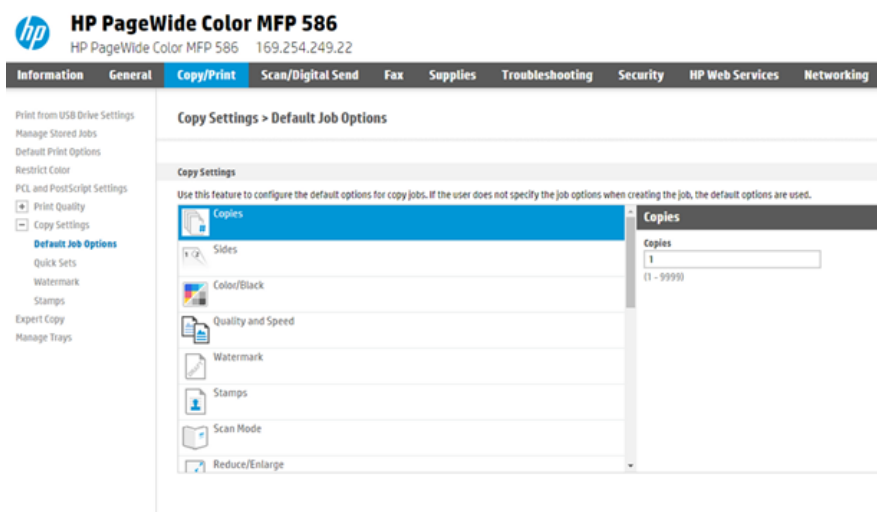 hp
HP PageWide Color MFP 586
HP PageWide Color MFP 586 169.254.249.22
Information General Copy/Print Scan/Digital Send Fax Supplies Troubleshooting Security HP Web Services Networking
Print from USB Drive Settings
Manage Stored Jobs
Default Print Options
Restrict Color
PCL and PostScript Settings
+ Print Quality
- Copy Settings
Default Job Options
Quick Sets
Watermark
Stamps
Expert Copy
Manage Trays
Copy Settings > Default Job Options
Copy Settings
Use this feature to configure the default options for copy jobs. If the user does not specify the job options when creating the job, the default options are used.
Copies
Sides
Color/Black
Quality and Speed
Watermark
Stamps
Scan Mode
Reduce/Enlarge
Copies
Copies
1
(1 - 9999)